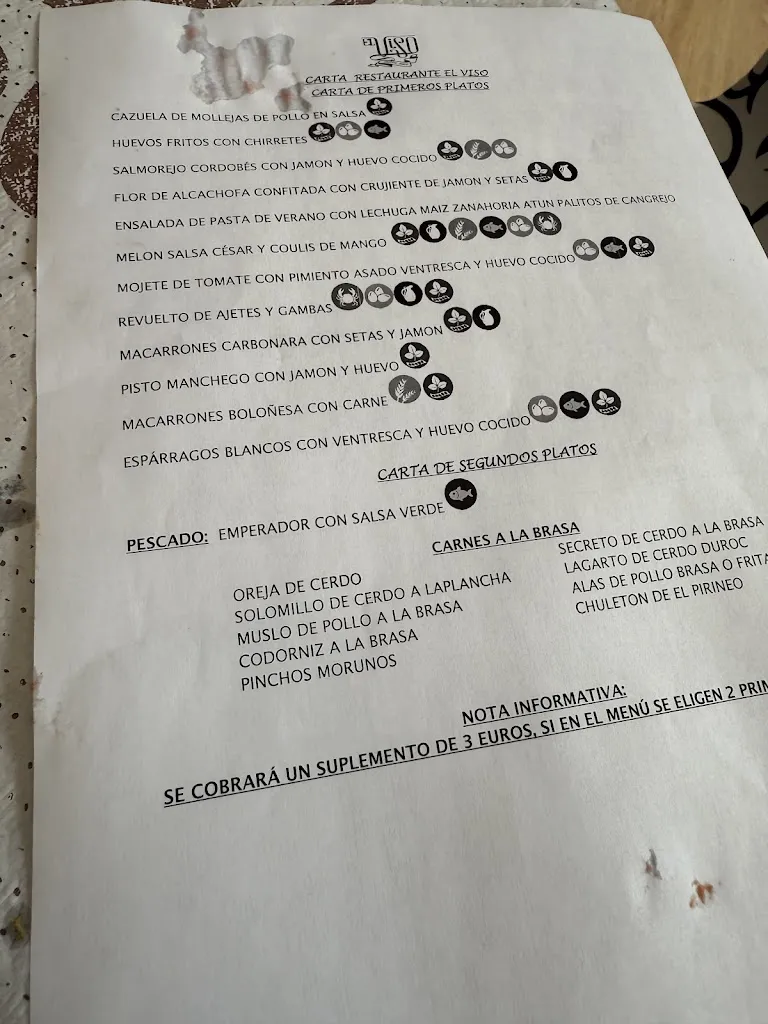 EL VISO
CARTA RESTAURANTE EL VISO
CARTA DE PRIMEROS PLATOS
CAZUELA DE MOLLEJAS DE POLLO EN SALSA
HUEVOS FRITOS CON CHIRRETES
SALMOREJO CORDOBÉS CON JAMON Y HUEVO COCIDO
FLOR DE ALCACHOFA CONFITADA CON CRUJIENTE DE JAMON Y SETAS
ENSALADA DE PASTA DE VERANO CON LECHUGA MAIZ ZANAHORIA ATUN PALITOS DE CANGREJO
MELON SALSA CÉSAR Y COULIS DE MANGO
MOJETE DE TOMATE CON PIMIENTO ASADO VENTRESCA Y HUEVO COCIDO
REVUELTO DE AJETES Y GAMBAS
MACARRONES CARBONARA CON SETAS Y JAMON
PISTO MANCHEGO CON JAMON Y HUEVO
MACARRONES BOLOÑESA CON CARNE
ESPÁRRAGOS BLANCOS CON VENTRESCA Y HUEVO COCIDO
CARTA DE SEGUNDOS PLATOS
PESCADO: EMPERADOR CON SALSA VERDE
CARNES A LA BRASA
OREJA DE CERDO
SOLOMILLO DE CERDO A LAPLANCHA
MUSLO DE POLLO A LA BRASA
CODORNIZ A LA BRASA
PINCHOS MORUNOS
SECRETO DE CERDO A LA BRASA
LAGARTO DE CERDO DUROC
ALAS DE POLLO BRASA O FRITA
CHULETON DE EL PIRINEO
NOTA INFORMATIVA:
SE COBRARÁ UN SUPLEMENTO DE 3 EUROS, SI EN EL MENÚ SE ELIGEN 2